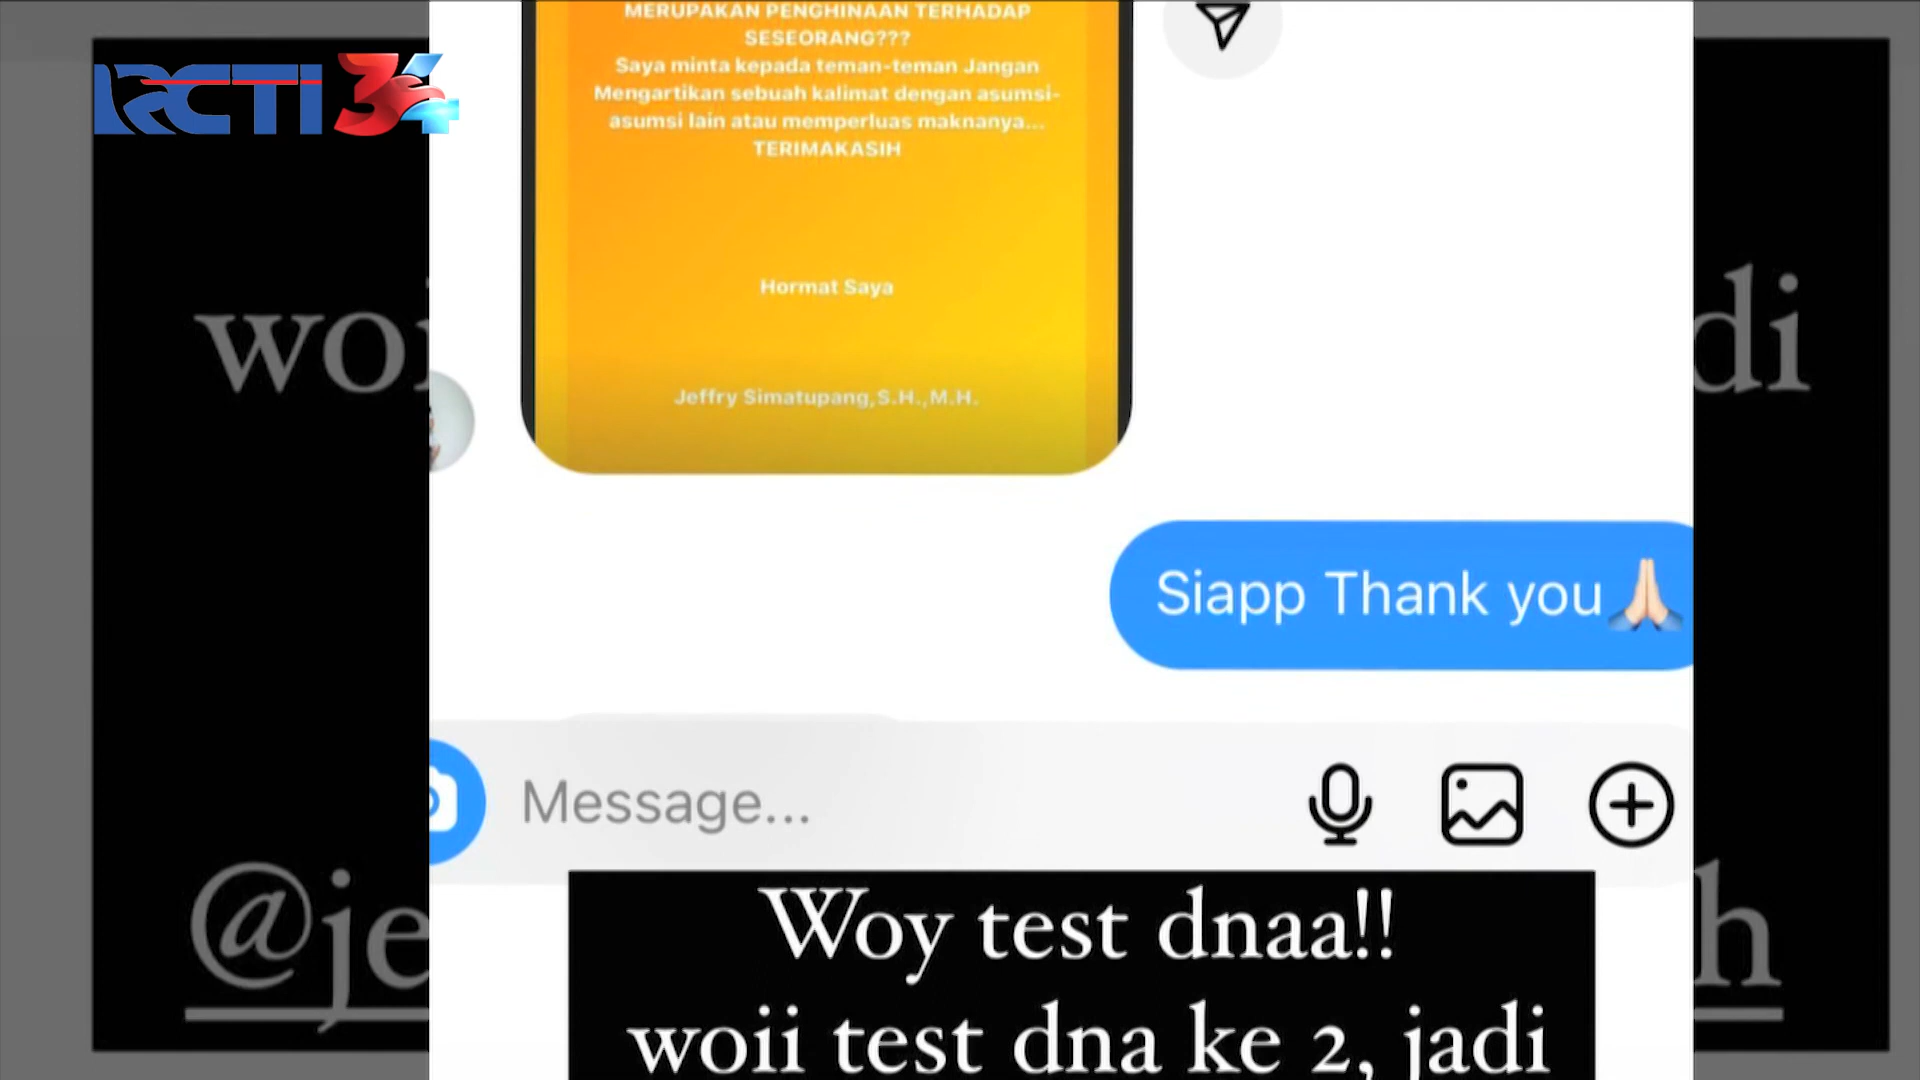 MERUPAKAN PENGHINAAN TERHADAP
SESEORANG???
Saya minta kepada teman-teman Jangan
Mengartikan sebuah kalimat dengan asumsi-
asumsi lain atau memperluas maknanya...
TERIMAKASIH
Hormat Saya
Jeffry Simatupang,S.H.,M.H.
RCTI 34
Siapp Thank you🙏🏻
Message...
Woy test dnaa!!
woii test dna ke 2, jadi